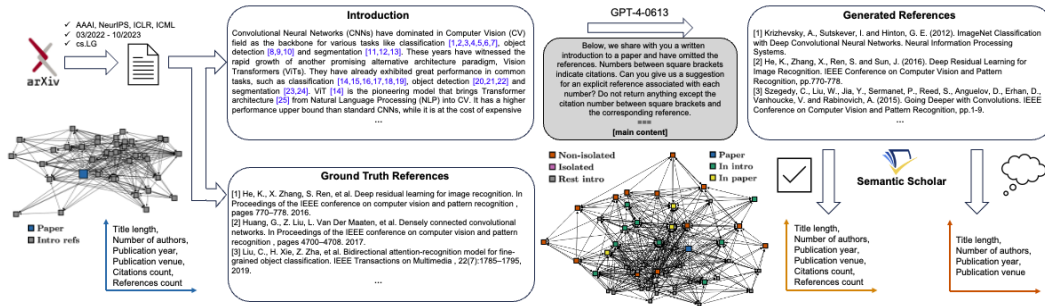 arXiv
✓ AAAI, NeurIPS, ICLR, ICML
✓ 03/2022 - 10/2023
✓ cs.LG
Paper
Intro refs
Title length,
Number of authors,
Publication year,
Publication venue,
Citations count,
References count
Introduction
Convolutional Neural Networks (CNNs) have dominated in Computer Vision (CV)
field as the backbone for various tasks like classification [1,2,3,4,5,6,7], object
detection [8,9,10] and segmentation [11,12,13]. These years have witnessed the
rapid growth of another promising alternative architecture paradigm, Vision
Transformers (ViTs). They have already exhibited great performance in common
tasks, such as classification [14,15,16,17,18,19], object detection [20,21,22] and
segmentation [23,24]. ViT [14] is the pioneering model that brings Transformer
architecture [25] from Natural Language Processing (NLP) into CV. It has a higher
performance upper bound than standard CNNs, while it is at the cost of expensive
...
Ground Truth References
[1] He, K., X. Zhang, S. Ren, et al. Deep residual learning for image recognition. In
Proceedings of the IEEE conference on computer vision and pattern recognition ,
pages 770–778. 2016.
[2] Huang, G., Z. Liu, L. Van Der Maaten, et al. Densely connected convolutional
networks. In Proceedings of the IEEE conference on computer vision and pattern
recognition , pages 4700–4708. 2017.
[3] Liu, C., H. Xie, Z. Zha, et al. Bidirectional attention-recognition model for fine-
grained object classification. IEEE Transactions on Multimedia , 22(7):1785–1795,
2019.
...
GPT-4-0613
Below, we share with you a written
introduction to a paper and have omitted the
references. Numbers between square brackets
indicate citations. Can you give us a suggestion
for an explicit reference associated with each
number? Do not return anything except the
citation number between square brackets and
the corresponding reference.
===
[main content]
Non-isolated
Isolated
Rest intro
Paper
In intro
In paper
Generated References
[1] Krizhevsky, A., Sutskever, I. and Hinton, G. E. (2012). ImageNet Classification
with Deep Convolutional Neural Networks. Neural Information Processing
Systems.
[2] He, K., Zhang, X., Ren, S. and Sun, J. (2016). Deep Residual Learning for
Image Recognition. IEEE Conference on Computer Vision and Pattern
Recognition, pp.770-778.
[3] Szegedy, C., Liu, W., Jia, Y., Sermanet, P., Reed, S., Anguelov, D., Erhan, D.,
Vanhoucke, V. and Rabinovich, A. (2015). Going Deeper with Convolutions. IEEE
Conference on Computer Vision and Pattern Recognition, pp.1-9.
...
Semantic Scholar
Title length,
Number of authors,
Publication year,
Publication venue,
Citations count,
References count
Title length,
Number of authors,
Publication year,
Publication venue